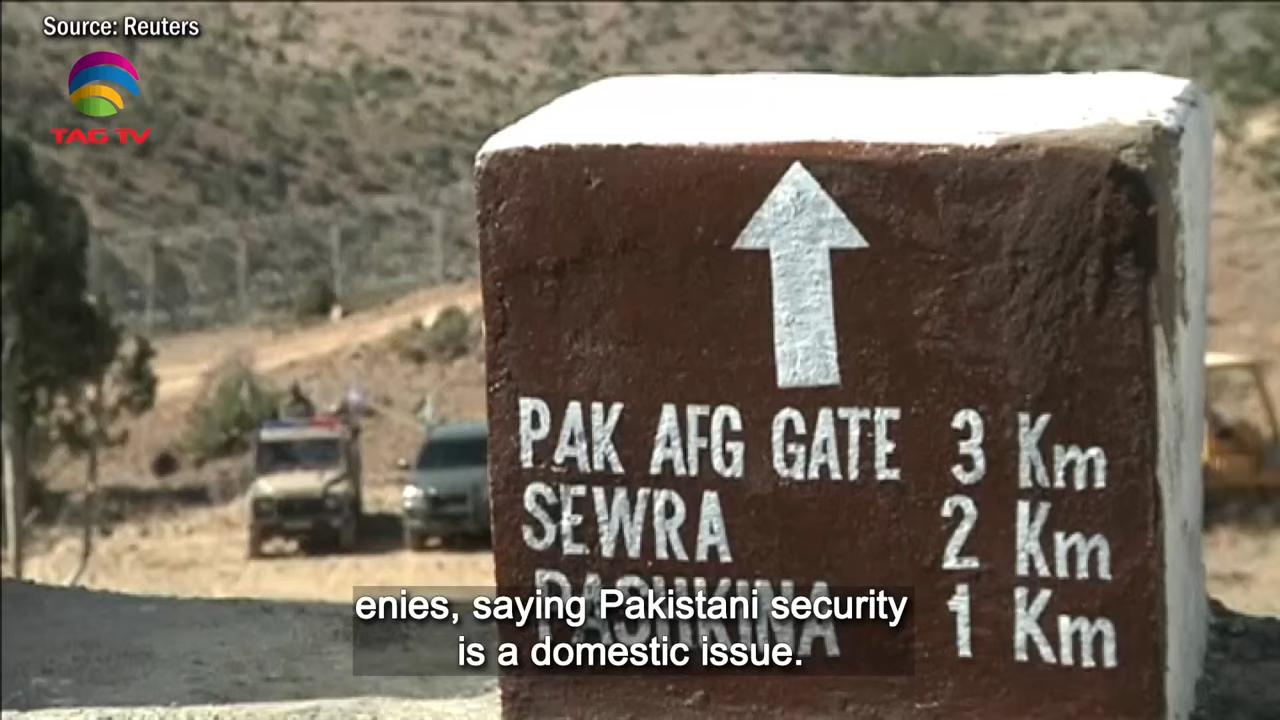 Source: Reuters
TAG TV
PAK AFG GATE 3 Km
SEWRA 2 Km
PASHKINA 1 Km
enies, saying Pakistani security
is a domestic issue.